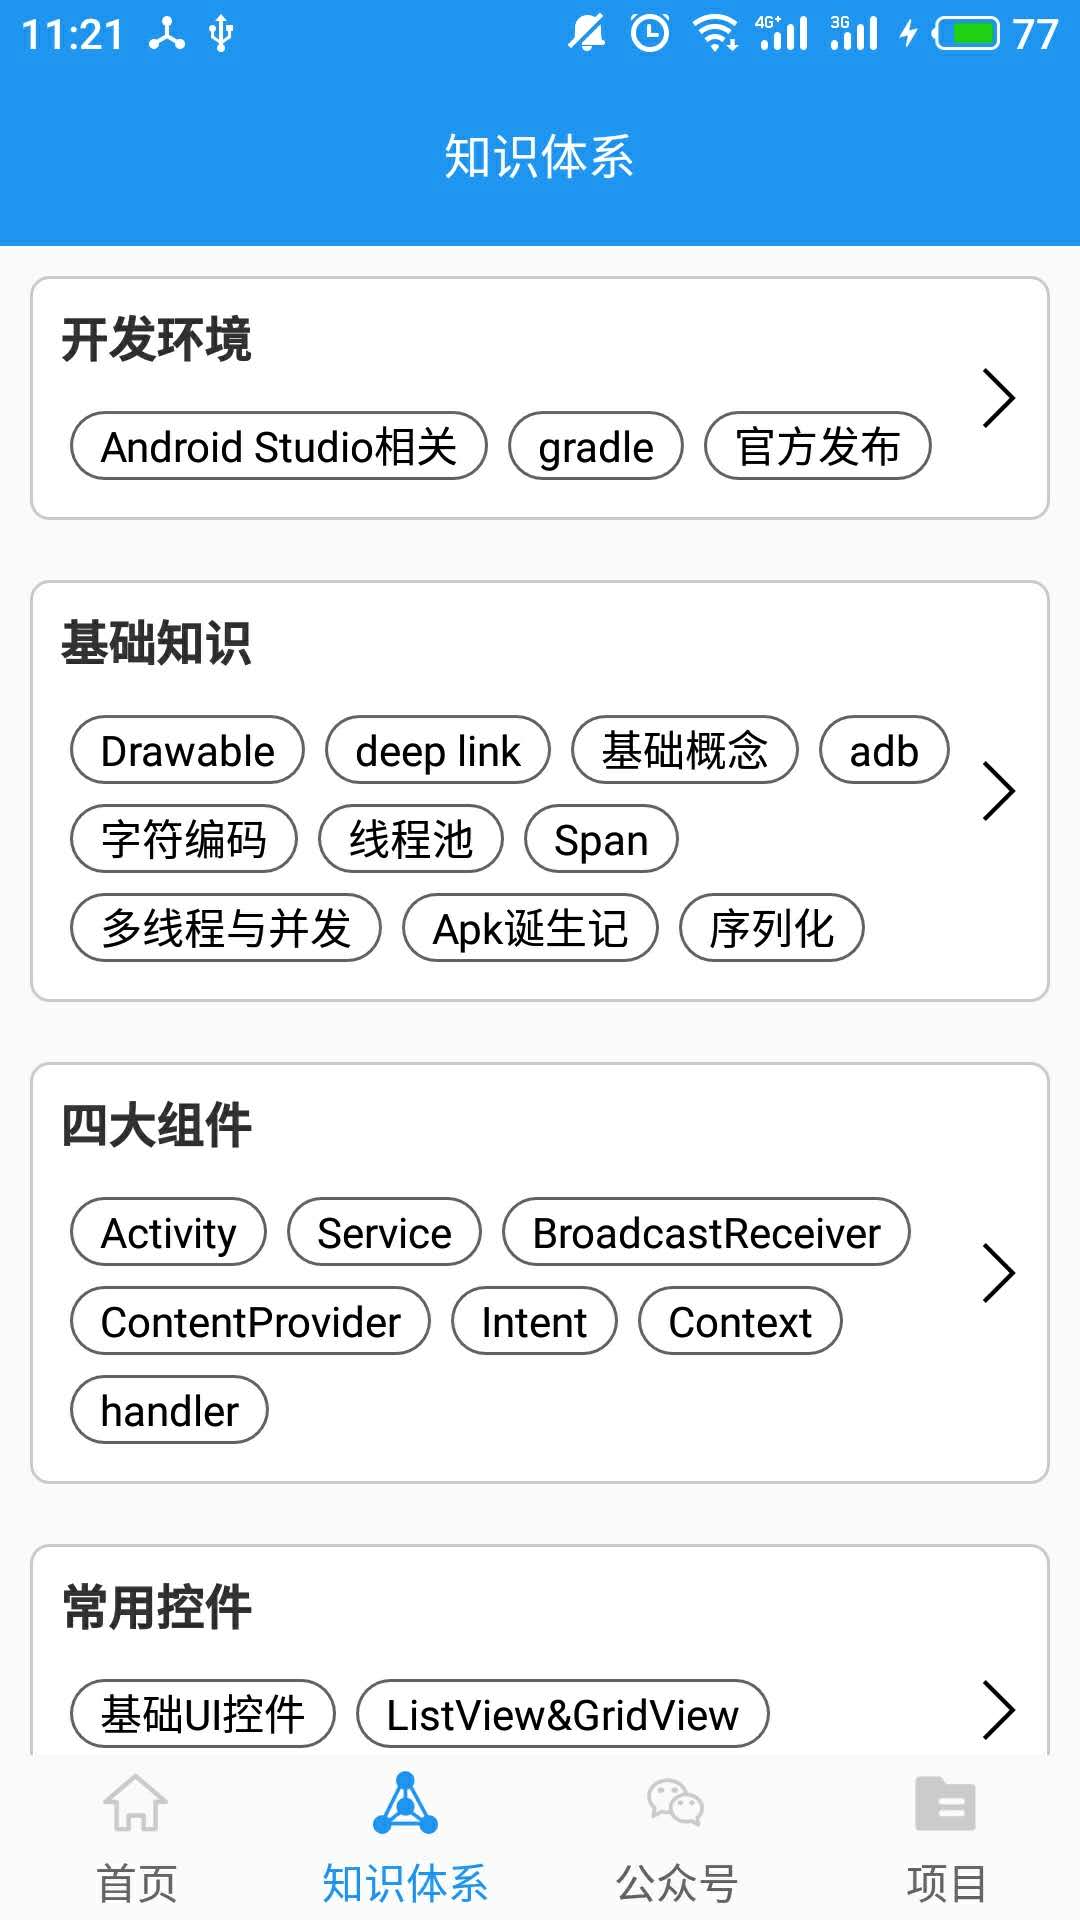 11:21 4G+ 3G 77
知识体系
开发环境
Android Studio相关 gradle 官方发布
基础知识
Drawable deep link 基础概念 adb
字符编码 线程池 Span
多线程与并发 Apk诞生记 序列化
四大组件
Activity Service BroadcastReceiver
ContentProvider Intent Context
handler
常用控件
基础UI控件 ListView&GridView
首页 知识体系 公众号 项目